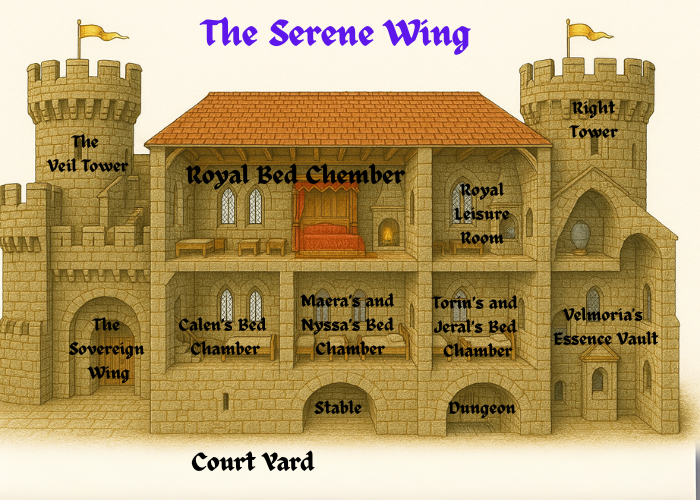 The Serene Wing
The
Veil Tower
Right
Tower
Royal Bed Chember
Royal
Leisure
Room
The
Sovereign
Wing
Calen's Bed
Chamber
Maera's and
Nyssa's Bed
Chamber
Torin's and
Jeral's Bed
Chamber
Velmoria's
Essence Vault
Stable
Dungeon
Court Yard